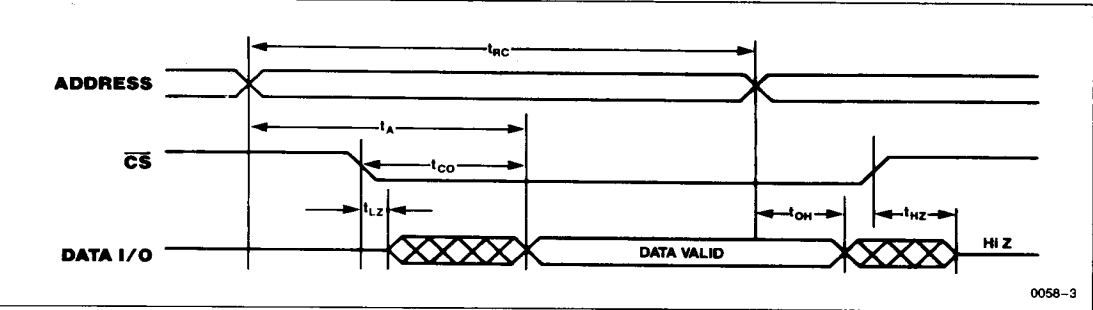 tRC
ADDRESS
tA
CS
tCO
tLZ
tOH
tHZ
DATA I/O
DATA VALID
Hi Z
0058-3